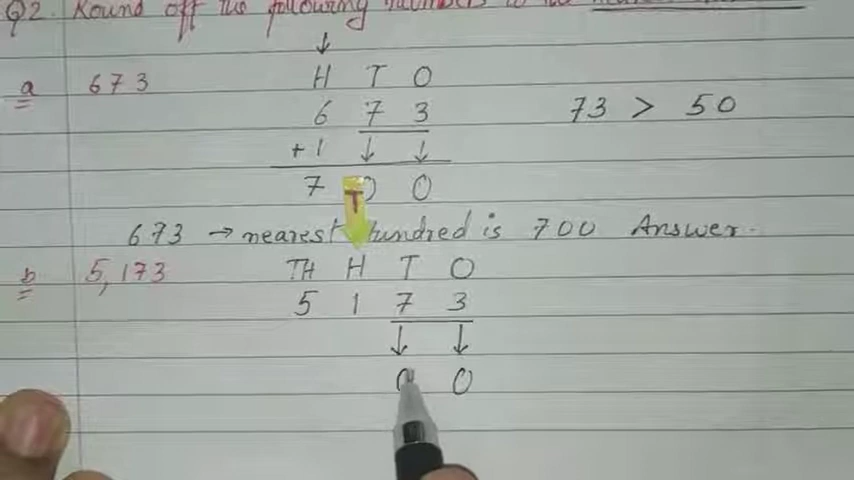 Q2. Round off the following numbers to the nearest
a 673 H T O
6 7 3 73 > 50
+1 ↓ ↓
7 0 0
T
673 → nearest hundred is 700 Answer.
b 5,173 TH H T O
5 1 7 3
↓ ↓
0 0